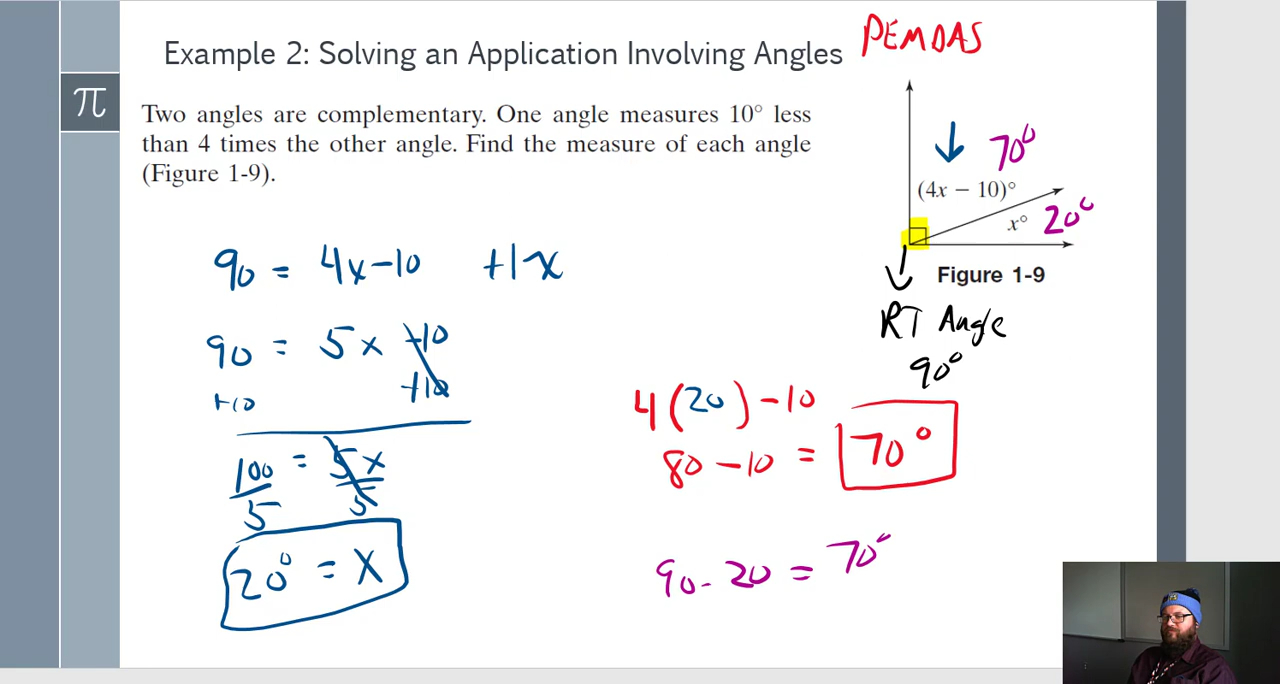 Example 2: Solving an Application Involving Angles
PEMDAS
π
Two angles are complementary. One angle measures 10° less
than 4 times the other angle. Find the measure of each angle
(Figure 1-9).
70°
(4x − 10)°
x°
20°
Figure 1-9
RT Angle
90°
90 = 4x-10 +1x
90 = 5x -10
+10 +10
100 = 5x
5 5
20° = x
4(20) - 10
80 - 10 = 70°
90 - 20 = 70°